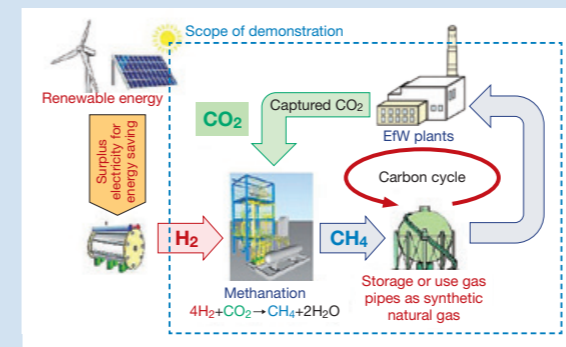 Scope of demonstration
Renewable energy
CO₂
Captured CO₂
EfW plants
Surplus
electricity for
energy saving
Carbon cycle
H₂
CH₄
Methanation
4H₂+CO₂→CH₄+2H₂O
Storage or use gas
pipes as synthetic
natural gas